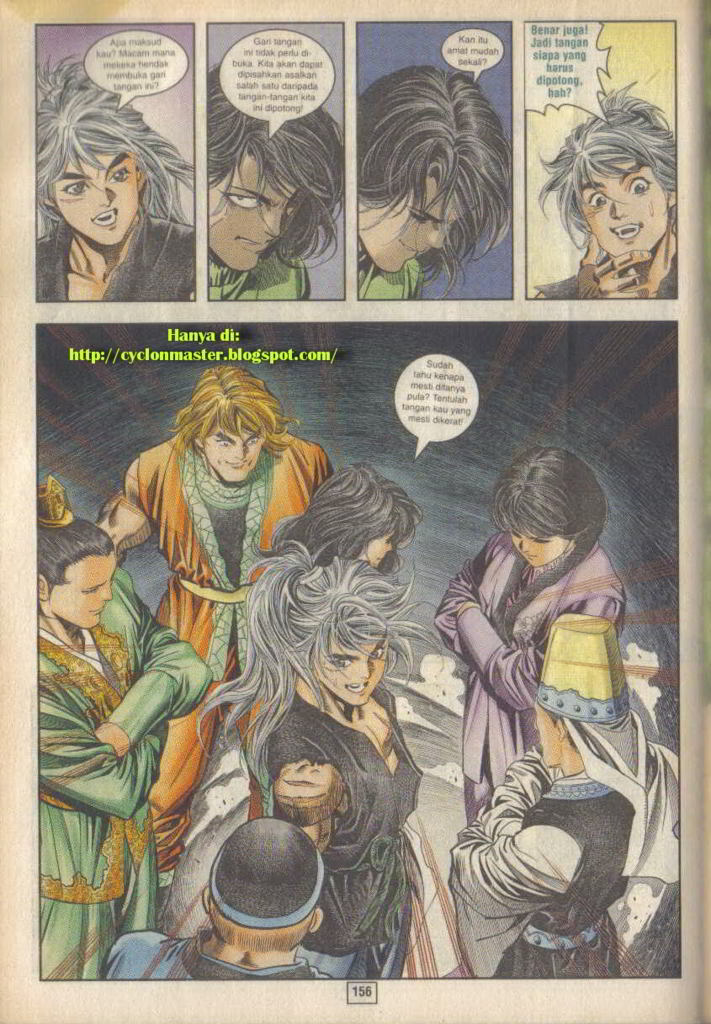 Apa maksud
kau? Macam mana
mekeka hendak
membuka gari
tangan ini?
Gari tangan
ini tidak perlu di-
buka. Kita akan dapat
dipisahkan asalkan
salah satu daripada
tangan-tangan kita
ini dipotong!
Kan itu
amat mudah
sekali?
Benar juga!
Jadi tangan
siapa yang
harus
dipotong,
hah?
Hanya di:
http://cyclonmaster.blogspot.com/
Sudah
tahu kenapa
mesti ditanya
pula? Tentulah
tangan kau yang
mesti dikerat!
156